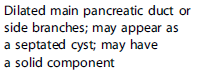 Dilated main pancreatic duct or
side branches; may appear as
a septated cyst; may have
a solid component